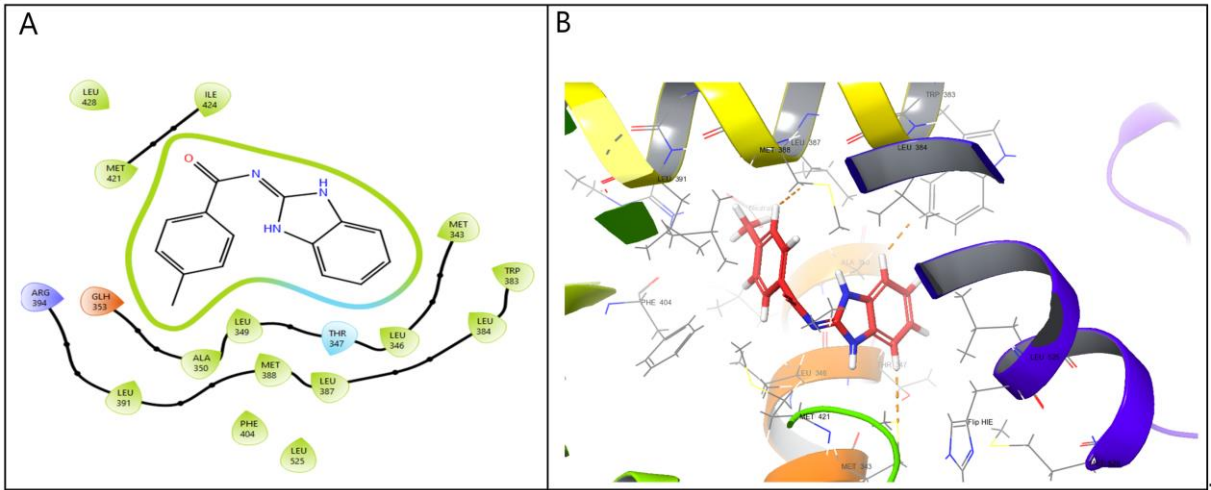 A
LEU
428
ILE
424
MET
421
O
N
H
N
HN
MET
343
TRP
383
ARG
394
GLH
353
LEU
349
THR
347
LEU
346
LEU
384
ALA
350
MET
388
LEU
387
LEU
391
PHE
404
LEU
525
B
TRP 383
LEU 387
MET 388
LEU 384
LEU 391
PHE 404
LEU 346
MET 421
Flip HIE
MET 343